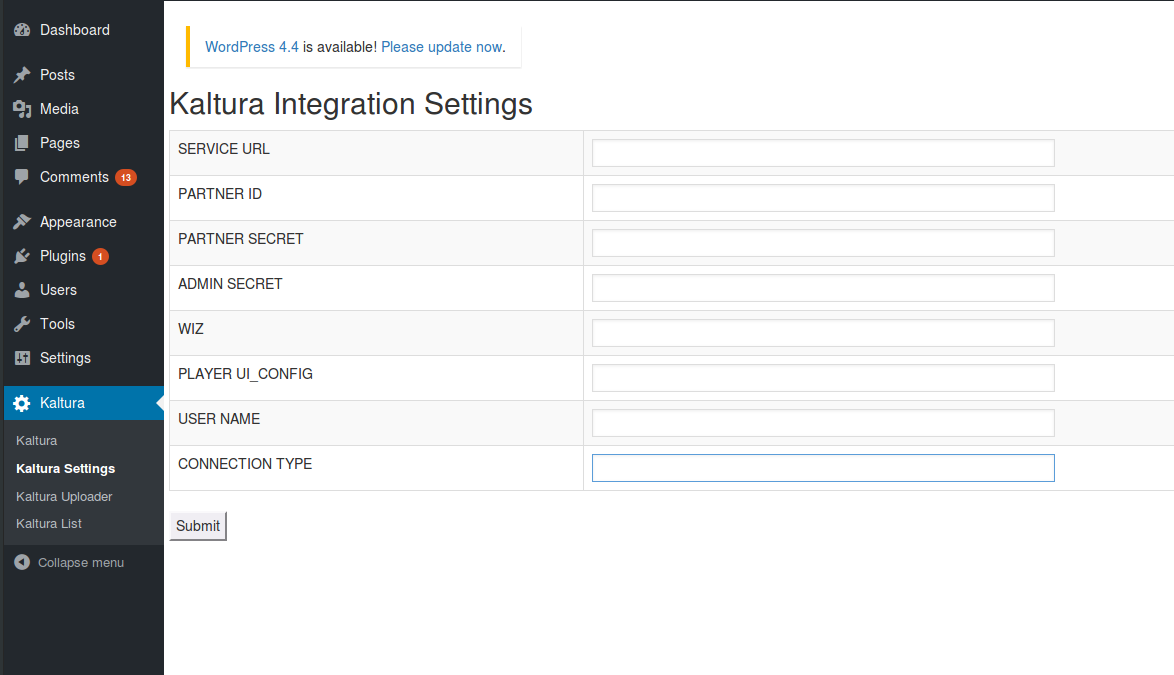 Dashboard
Posts
Media
Pages
Comments 13
Appearance
Plugins 1
Users
Tools
Settings
Kaltura
Kaltura
Kaltura Settings
Kaltura Uploader
Kaltura List
Collapse menu
WordPress 4.4 is available! Please update now.
Kaltura Integration Settings
SERVICE URL
PARTNER ID
PARTNER SECRET
ADMIN SECRET
WIZ
PLAYER UI_CONFIG
USER NAME
CONNECTION TYPE
Submit